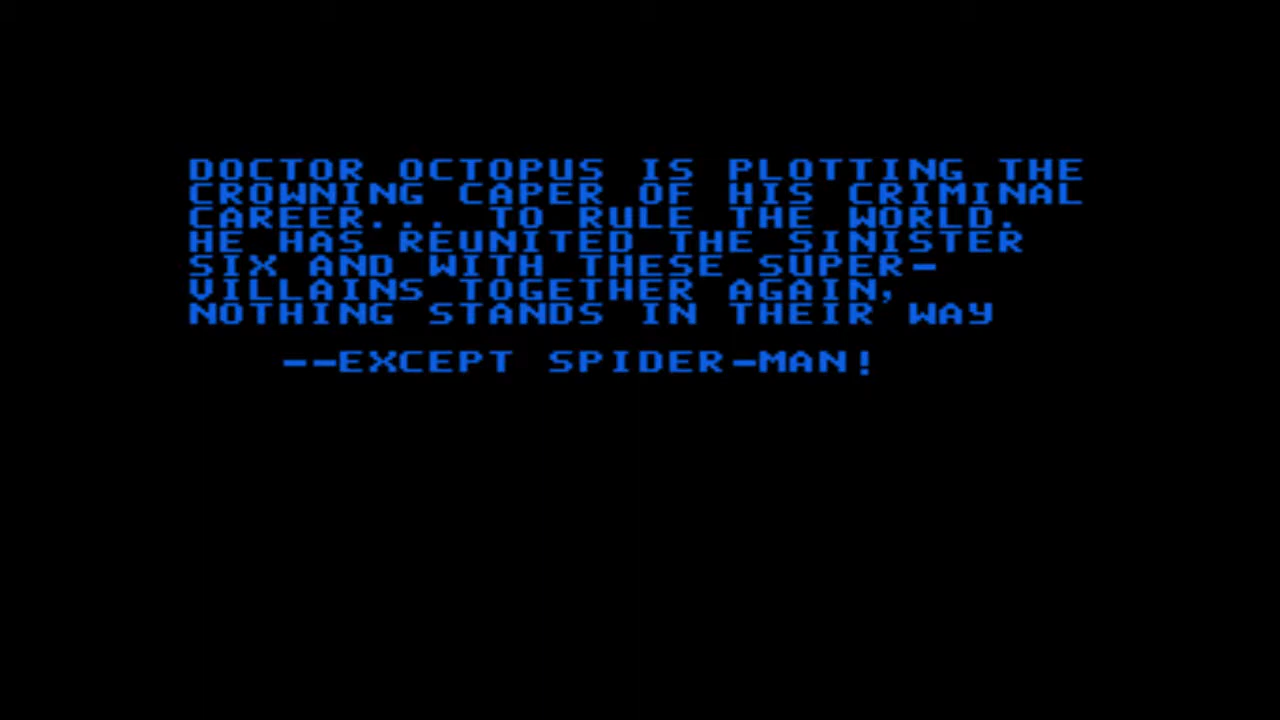 DOCTOR OCTOPUS IS PLOTTING THE
CROWNING CAPER OF HIS CRIMINAL
CAREER... TO RULE THE WORLD.
HE HAS REUNITED THE SINISTER
SIX AND WITH THESE SUPER-
VILLAINS TOGETHER AGAIN,
NOTHING STANDS IN THEIR WAY
--EXCEPT SPIDER-MAN!